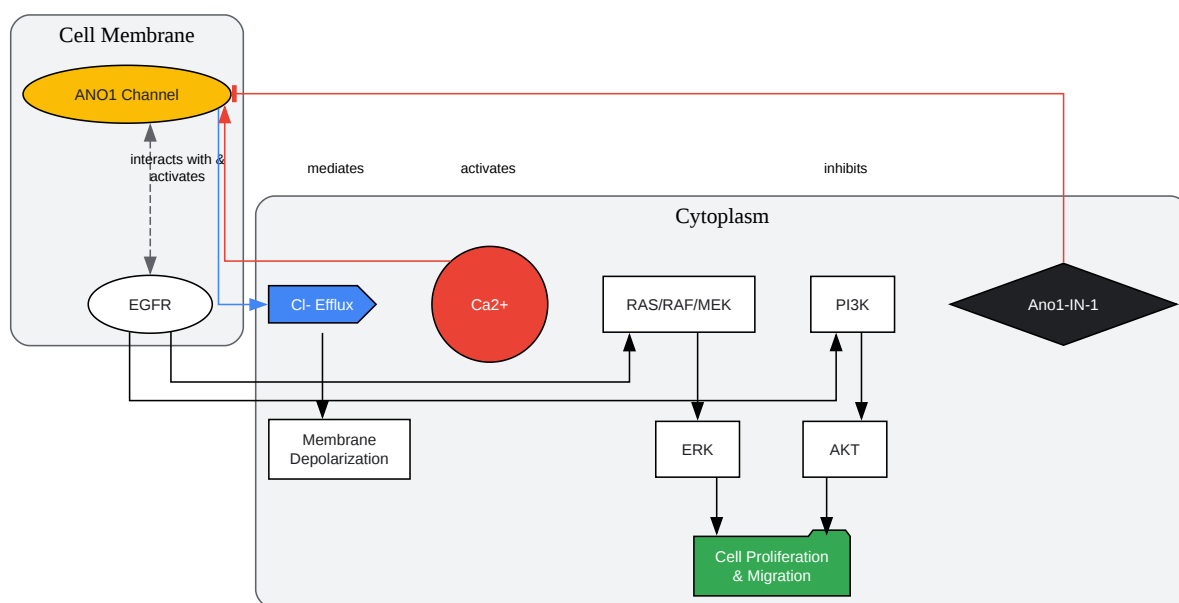 Cell Membrane
ANO1 Channel
interacts with &
activates
mediates
activates
inhibits
Cytoplasm
EGFR
Cl- Efflux
Ca2+
RAS/RAF/MEK
PI3K
Ano1-IN-1
Membrane
Depolarization
ERK
AKT
Cell Proliferation
& Migration